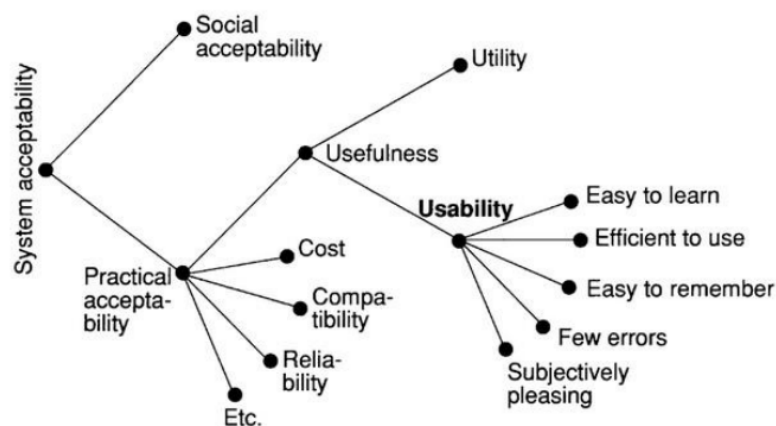 Social
acceptability
Utility
System acceptability
Usefulness
Usability
Easy to learn
Efficient to use
Easy to remember
Few errors
Subjectively
pleasing
Practical
accepta-
bility
Cost
Compa-
tibility
Relia-
bility
Etc.